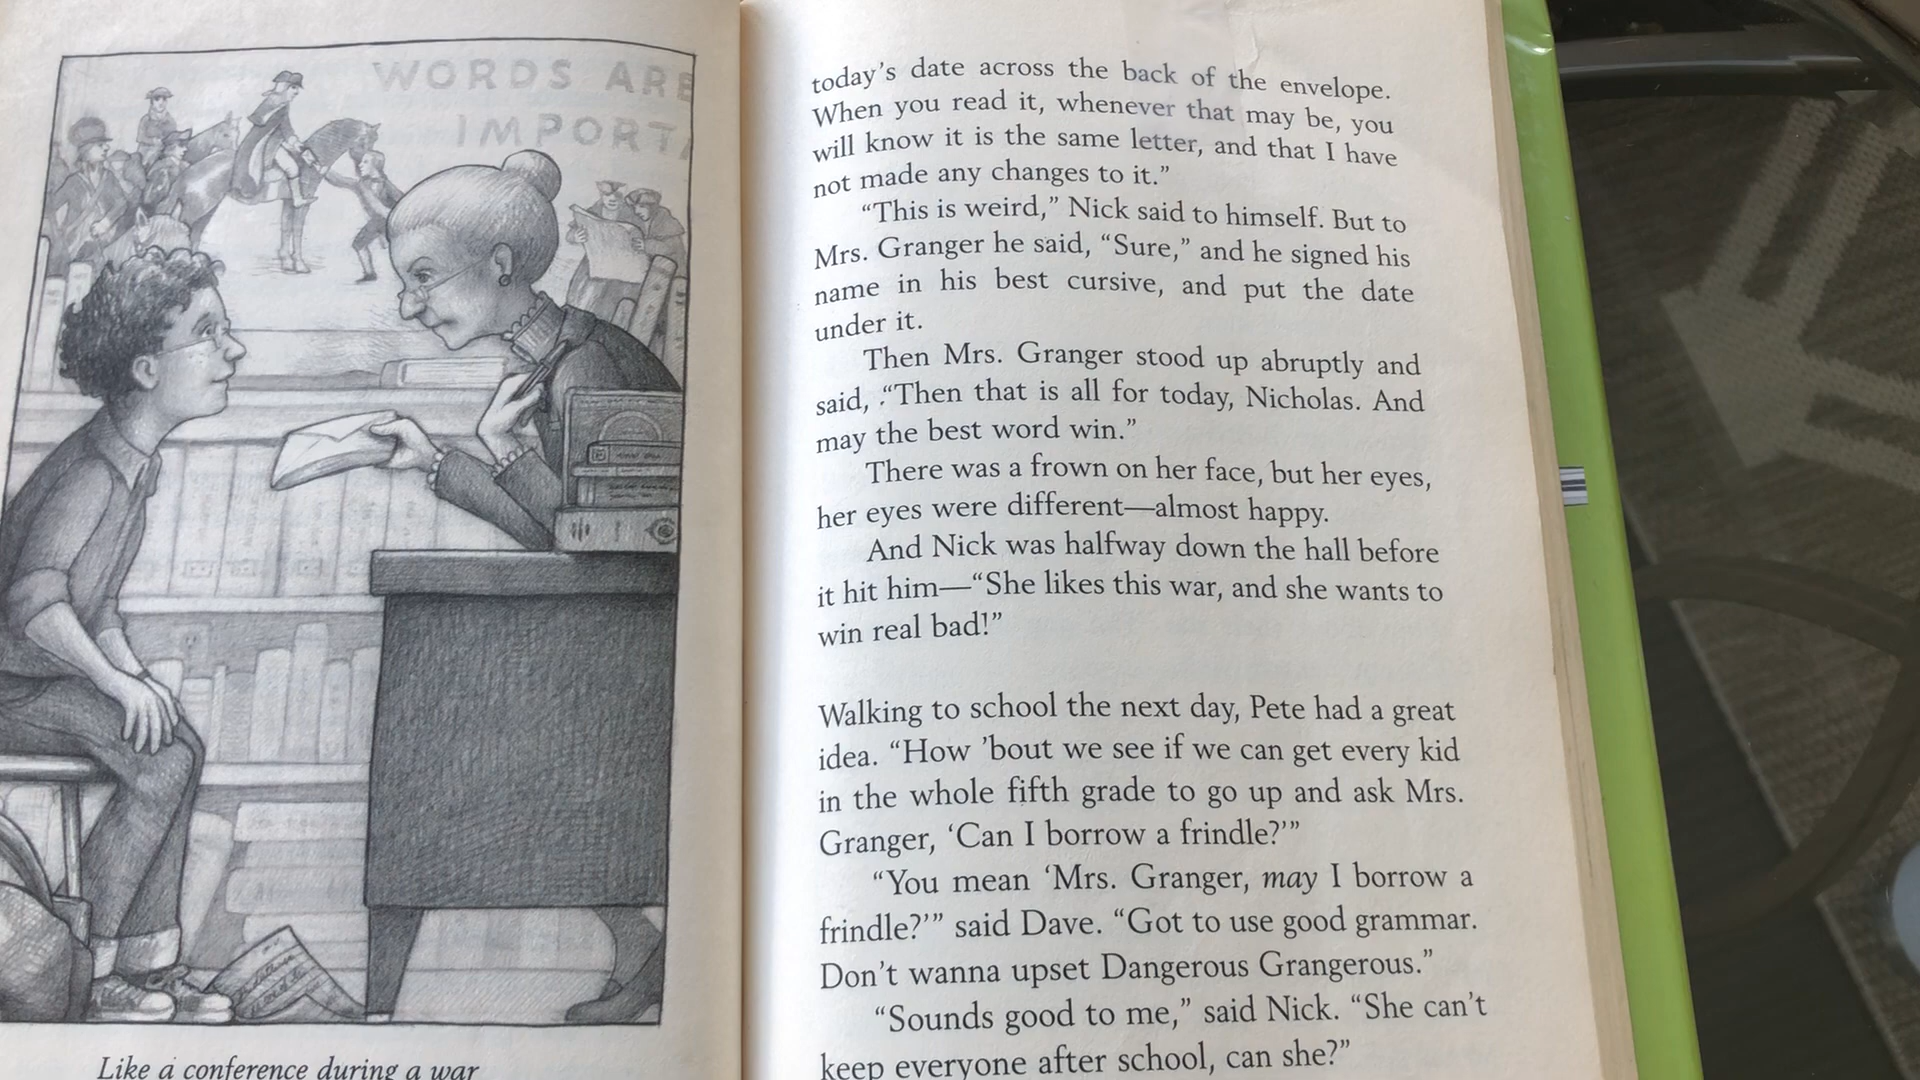 WORDS ARE
IMPORTA
Like a conference during a war
today's date across the back of the envelope.
When you read it, whenever that may be, you
will know it is the same letter, and that I have
not made any changes to it.”
“This is weird,” Nick said to himself. But to
Mrs. Granger he said, “Sure,” and he signed his
name in his best cursive, and put the date
under it.
Then Mrs. Granger stood up abruptly and
said, “Then that is all for today, Nicholas. And
may the best word win.”
There was a frown on her face, but her eyes,
her eyes were different—almost happy.
And Nick was halfway down the hall before
it hit him—“She likes this war, and she wants to
win real bad!”
Walking to school the next day, Pete had a great
idea. “How ’bout we see if we can get every kid
in the whole fifth grade to go up and ask Mrs.
Granger, ‘Can I borrow a frindle?’”
“You mean ‘Mrs. Granger, may I borrow a
frindle?’” said Dave. “Got to use good grammar.
Don’t wanna upset Dangerous Grangerous.”
“Sounds good to me,” said Nick. “She can’t
keep everyone after school, can she?”